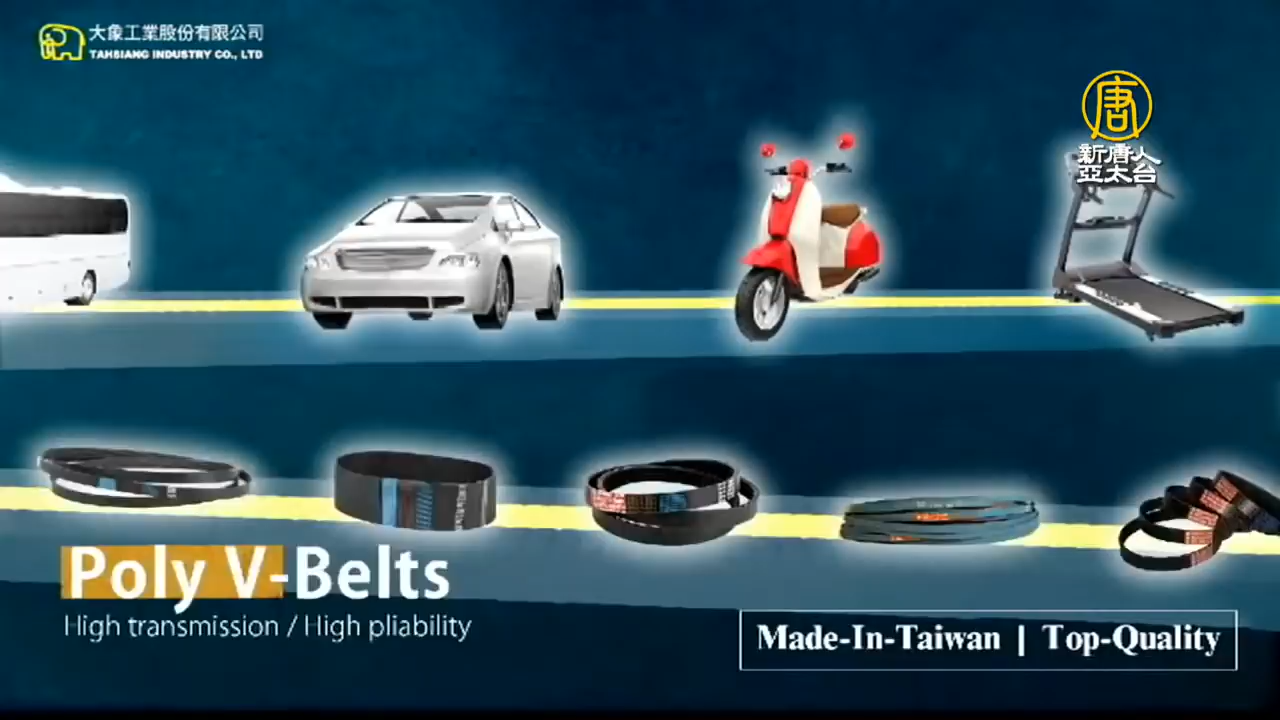 大象工業股份有限公司
TAHSIANG INDUSTRY CO., LTD
唐
新唐人
亞太台
Poly V-Belts
High transmission / High pliability
Made-In-Taiwan | Top-Quality